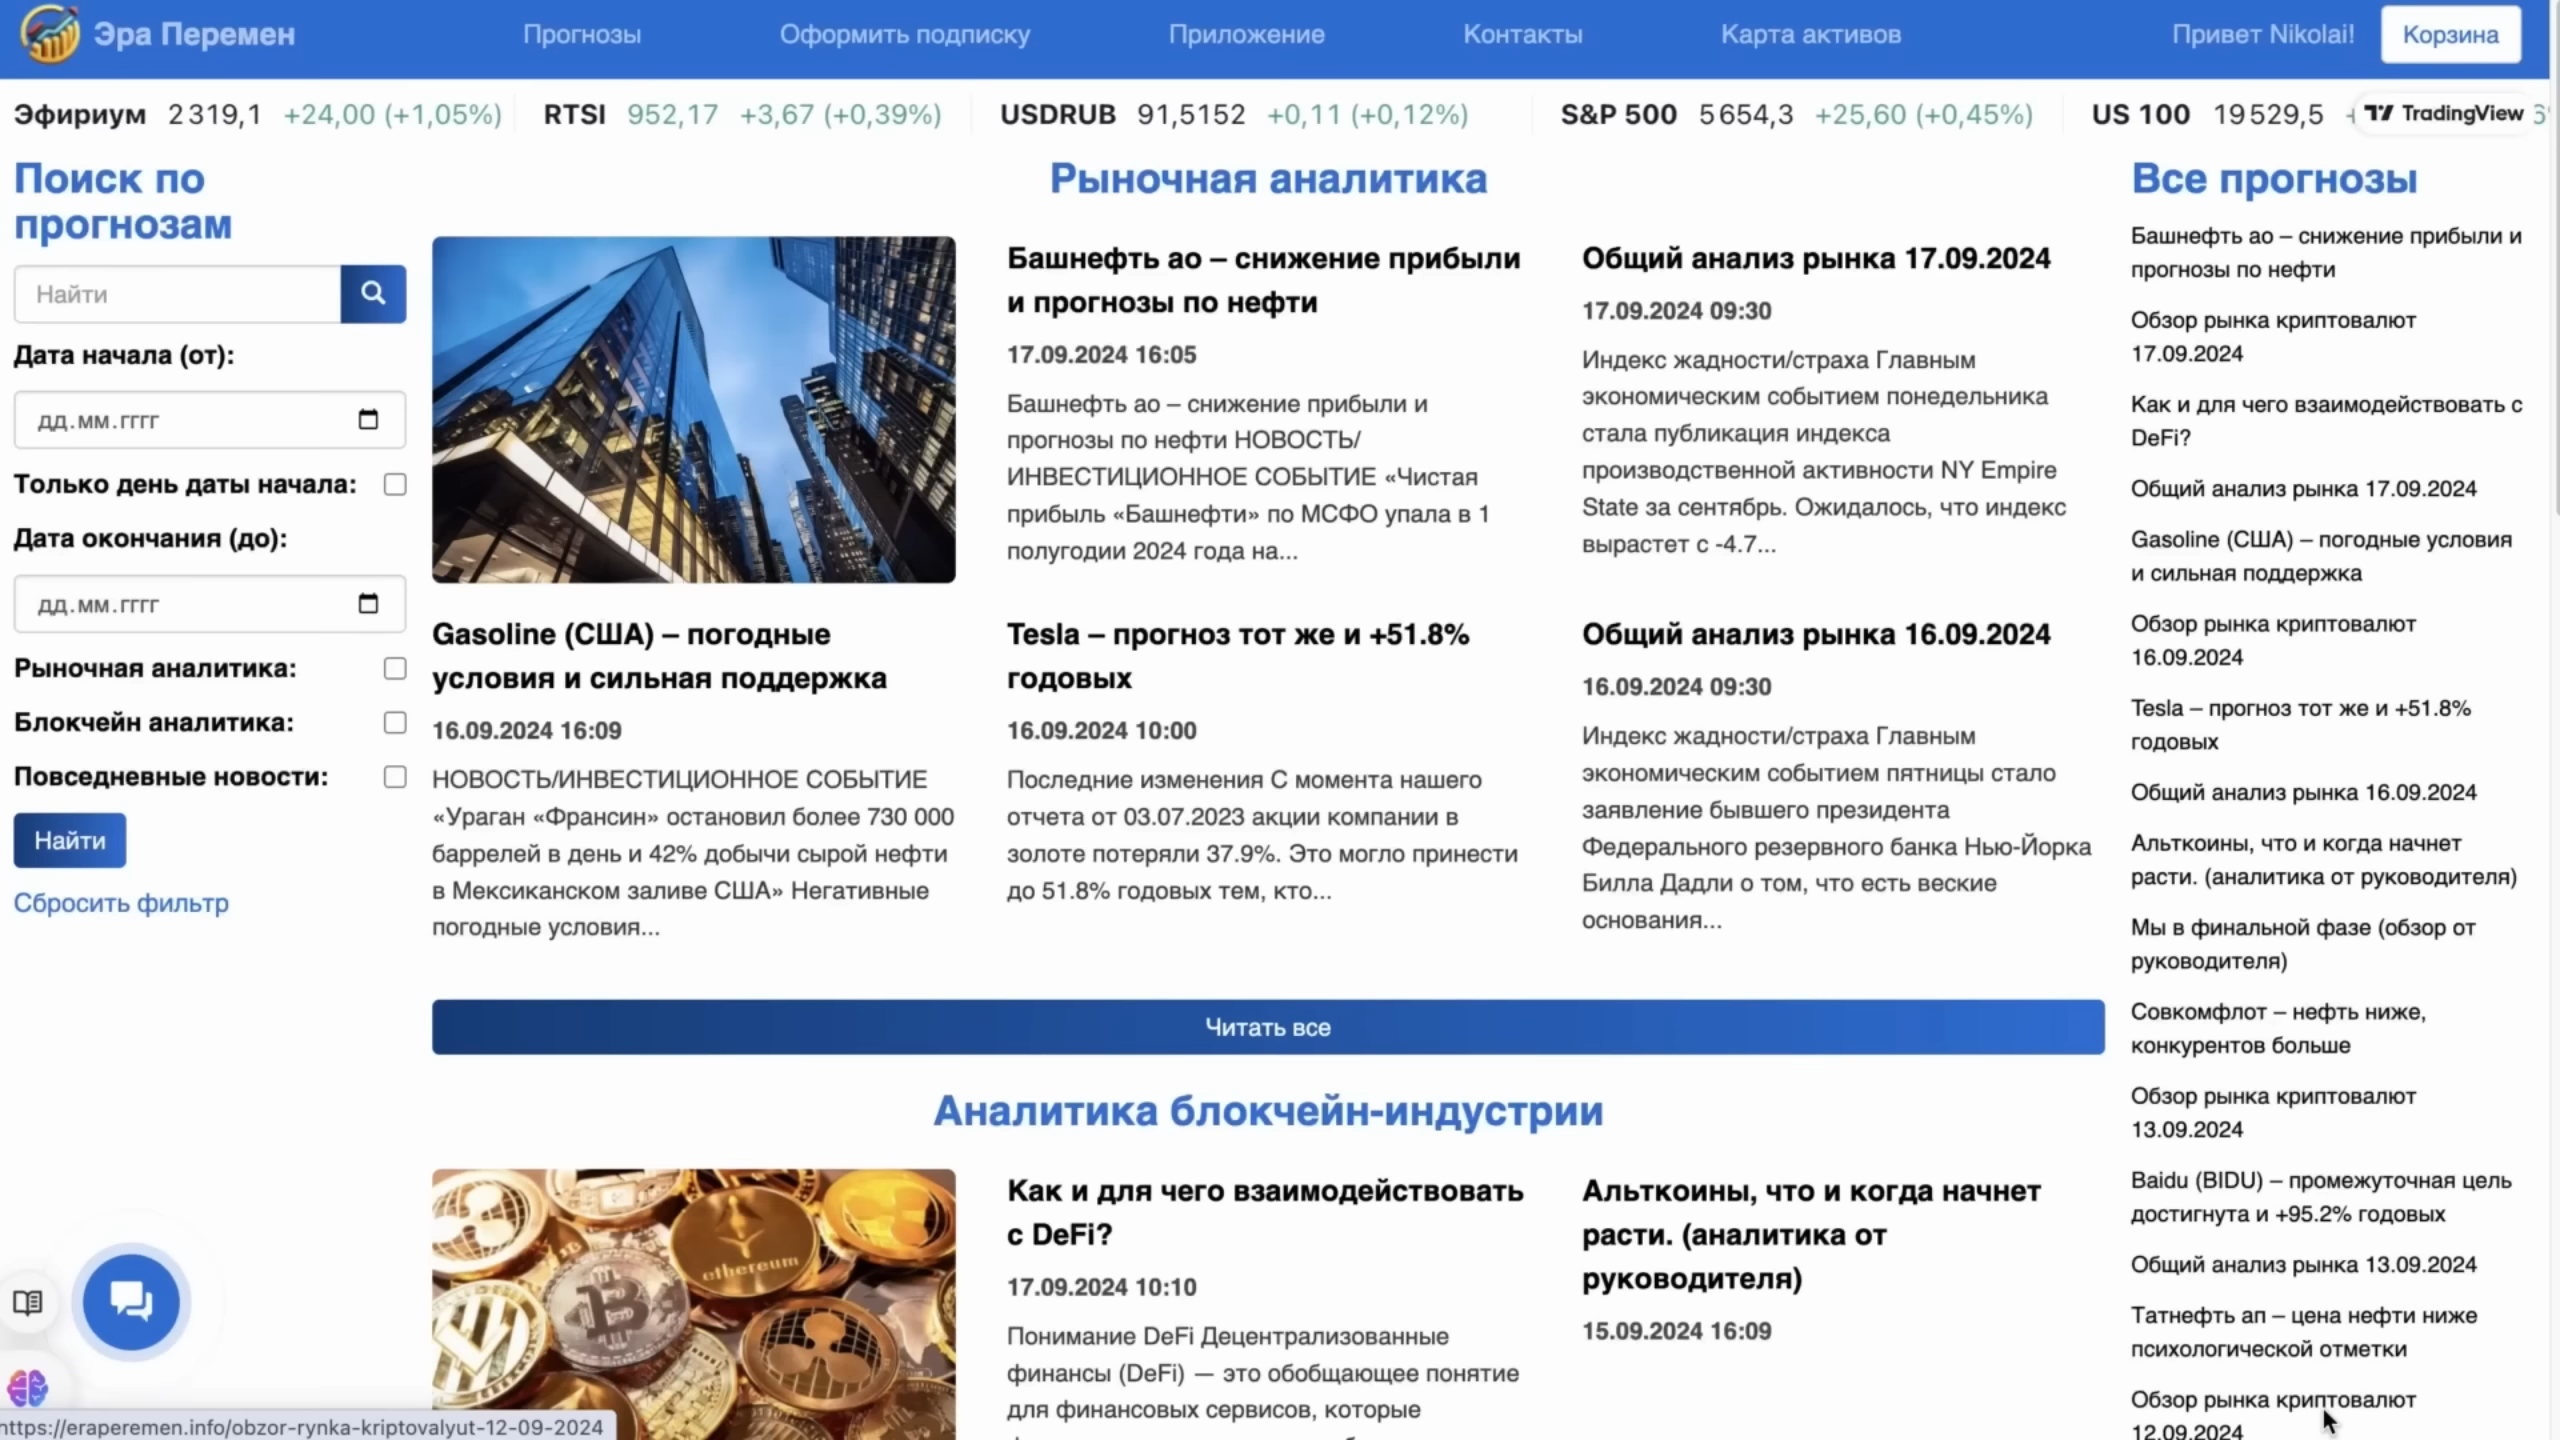 Эра Перемен
Прогнозы
Оформить подписку
Приложение
Контакты
Карта активов
Привет Nikolai!
Корзина
Эфириум 2 319,1 +24,00 (+1,05%)
RTSI 952,17 +3,67 (+0,39%)
USDRUB 91,5152 +0,11 (+0,12%)
S&P 500 5 654,3 +25,60 (+0,45%)
US 100 19 529,5
TradingView
Поиск по
прогнозам
Найти
Дата начала (от):
дд.мм.гггг
Только день даты начала:
Дата окончания (до):
дд.мм.гггг
Рыночная аналитика:
Блокчейн аналитика:
Повседневные новости:
Найти
Сбросить фильтр
Рыночная аналитика
Башнефть ао – снижение прибыли
и прогнозы по нефти
17.09.2024 16:05
Башнефть ао – снижение прибыли и
прогнозы по нефти НОВОСТЬ/
ИНВЕСТИЦИОННОЕ СОБЫТИЕ «Чистая
прибыль «Башнефти» по МСФО упала в 1
полугодии 2024 года на...
Общий анализ рынка 17.09.2024
17.09.2024 09:30
Индекс жадности/страха Главным
экономическим событием понедельника
стала публикация индекса
производственной активности NY Empire
State за сентябрь. Ожидалось, что индекс
вырастет с -4.7...
Gasoline (США) – погодные
условия и сильная поддержка
16.09.2024 16:09
НОВОСТЬ/ИНВЕСТИЦИОННОЕ СОБЫТИЕ
«Ураган «Франсин» остановил более 730 000
баррелей в день и 42% добычи сырой нефти
в Мексиканском заливе США» Негативные
погодные условия...
Tesla – прогноз тот же и +51.8%
годовых
16.09.2024 10:00
Последние изменения С момента нашего
отчета от 03.07.2023 акции компании в
золоте потеряли 37.9%. Это могло принести
до 51.8% годовых тем, кто...
Общий анализ рынка 16.09.2024
16.09.2024 09:30
Индекс жадности/страха Главным
экономическим событием пятницы стало
заявление бывшего президента
Федерального резервного банка Нью-Йорка
Билла Дадли о том, что есть веские
основания...
Читать все
Аналитика блокчейн-индустрии
ethereum
Как и для чего взаимодействовать
с DeFi?
17.09.2024 10:10
Понимание DeFi Децентрализованные
финансы (DeFi) — это обобщающее понятие
для финансовых сервисов, которые
Альткоины, что и когда начнет
расти. (аналитика от
руководителя)
15.09.2024 16:09
Все прогнозы
Башнефть ао – снижение прибыли и
прогнозы по нефти
Обзор рынка криптовалют
17.09.2024
Как и для чего взаимодействовать с
DeFi?
Общий анализ рынка 17.09.2024
Gasoline (США) – погодные условия
и сильная поддержка
Обзор рынка криптовалют
16.09.2024
Tesla – прогноз тот же и +51.8%
годовых
Общий анализ рынка 16.09.2024
Альткоины, что и когда начнет
расти. (аналитика от руководителя)
Мы в финальной фазе (обзор от
руководителя)
Совкомфлот – нефть ниже,
конкурентов больше
Обзор рынка криптовалют
13.09.2024
Baidu (BIDU) – промежуточная цель
достигнута и +95.2% годовых
Общий анализ рынка 13.09.2024
Татнефть ап – цена нефти ниже
психологической отметки
Обзор рынка криптовалют
12.09.2024
https://eraperemen.info/obzor-rynka-kriptovalyut-12-09-2024